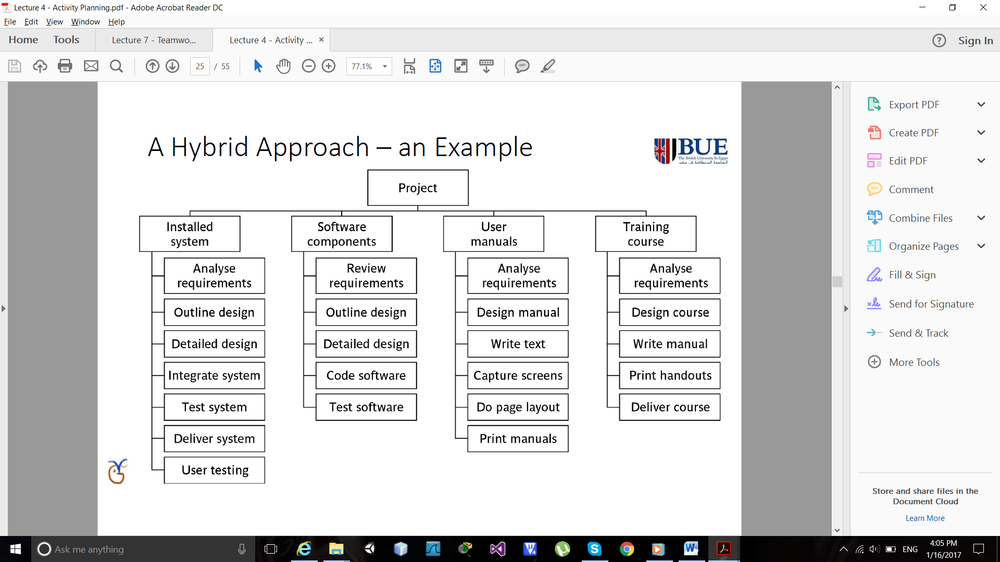 Lecture 4 - Activity Planning.pdf - Adobe Acrobat Reader DC
File Edit View Window Help
Home Tools Lecture 7 - Teamwo... Lecture 4 - Activity ... × Sign In
25 / 55 77.1%
A Hybrid Approach – an Example
BUE
The British University In Egypt
الجامعة البريطانية فى مصر
Project
Installed
system
Analyse
requirements
Outline design
Detailed design
Integrate system
Test system
Deliver system
User testing
Software
components
Review
requirements
Outline design
Detailed design
Code software
Test software
User
manuals
Analyse
requirements
Design manual
Write text
Capture screens
Do page layout
Print manuals
Training
course
Analyse
requirements
Design course
Write manual
Print handouts
Deliver course
Export PDF
Create PDF
Edit PDF
Comment
Combine Files
Organize Pages
Fill & Sign
Send for Signature
Send & Track
More Tools
Store and share files in the
Document Cloud
Learn More
Ask me anything
ENG
4:05 PM
1/16/2017